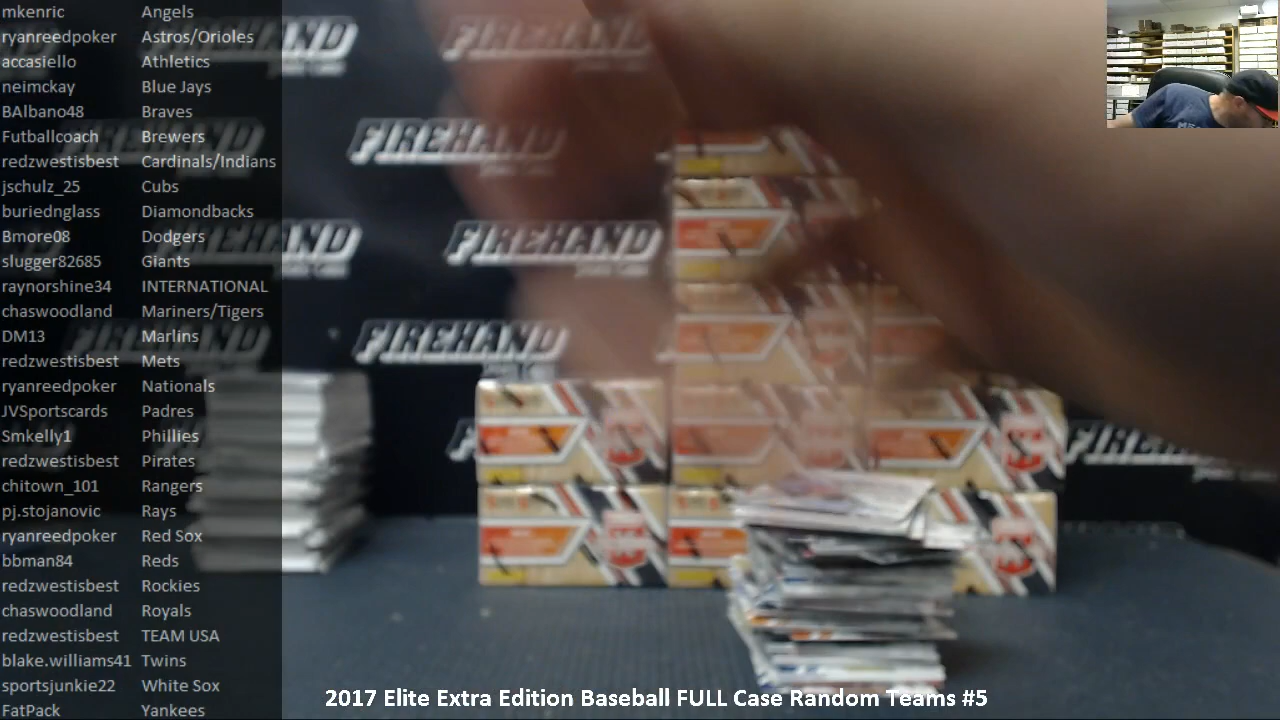 mkenric Angels
ryanreedpoker Astros/Orioles
accasiello Athletics
neimckay Blue Jays
BAlbano48 Braves
Futballcoach Brewers
redzwestisbest Cardinals/Indians
jschulz_25 Cubs
buriednglass Diamondbacks
Bmore08 Dodgers
slugger82685 Giants
raynorshine34 INTERNATIONAL
chaswoodland Mariners/Tigers
DM13 Marlins
redzwestisbest Mets
ryanreedpoker Nationals
JVSportscards Padres
Smkelly1 Phillies
redzwestisbest Pirates
chitown_101 Rangers
pj.stojanovic Rays
ryanreedpoker Red Sox
bbman84 Reds
redzwestisbest Rockies
chaswoodland Royals
redzwestisbest TEAM USA
blake.williams41 Twins
sportsjunkie22 White Sox
FatPack Yankees
FIREHAND FIREHAND
FIREHAND FIREHAND
FIREHAND FIREHAND
FIREHAND FIREHAND
2017 Elite Extra Edition Baseball FULL Case Random Teams #5